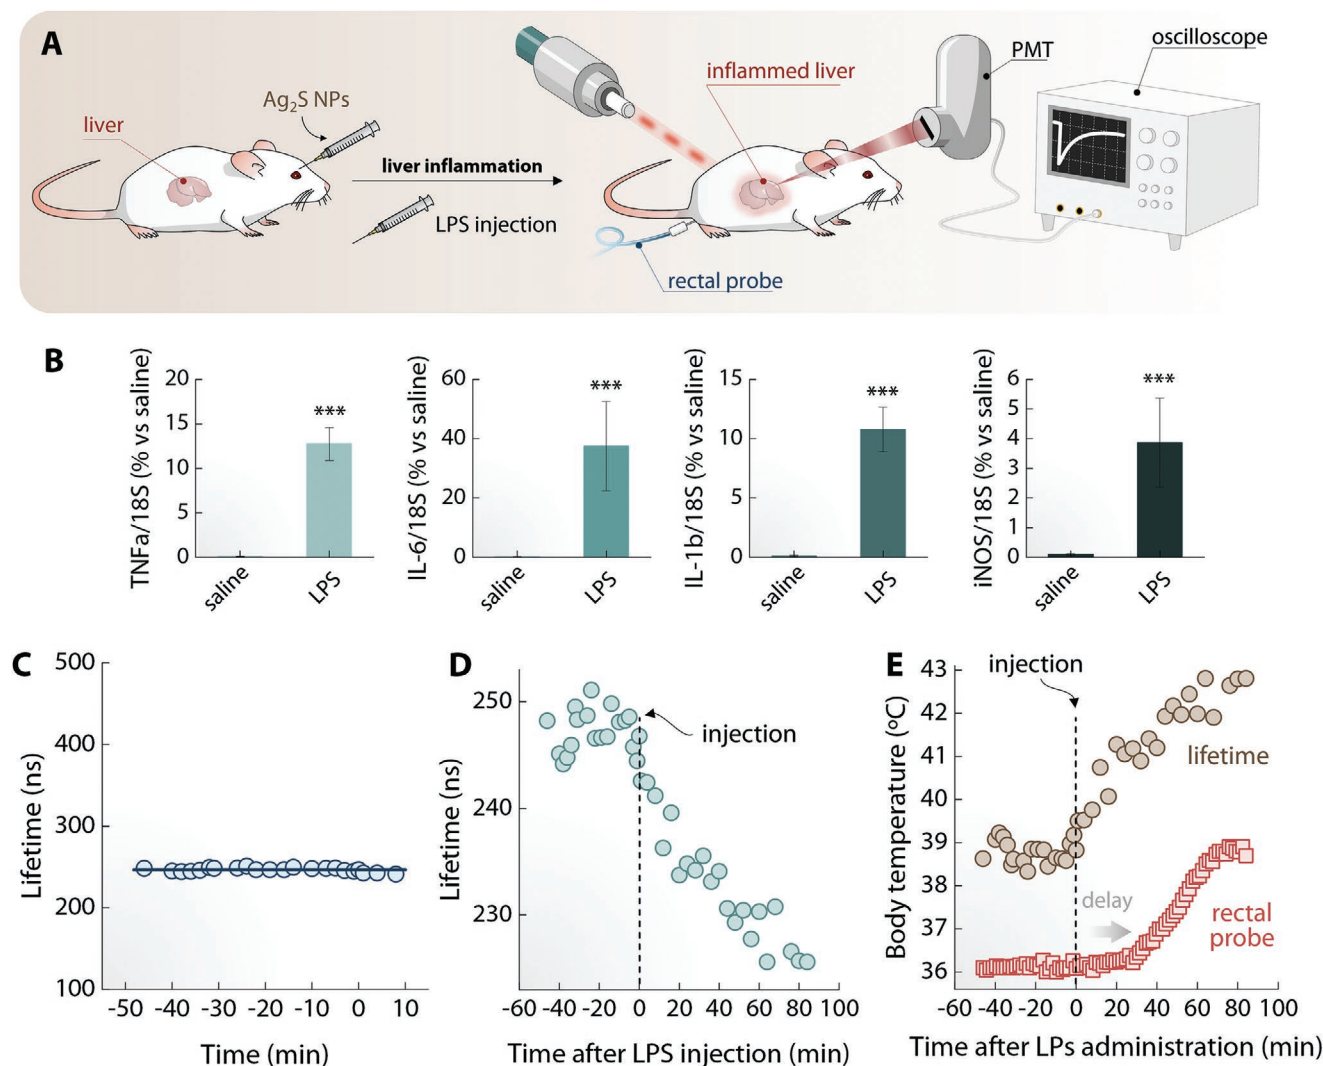 A
Ag₂S NPs
liver
liver inflammation
LPS injection
inflammed liver
rectal probe
PMT
oscilloscope
B
TNFa/18S (% vs saline)
20
15
10
5
0
***
saline
LPS
IL-6/18S (% vs saline)
60
40
20
0
***
saline
LPS
IL-1b/18S (% vs saline)
15
10
5
0
***
saline
LPS
iNOS/18S (% vs saline)
6
5
4
3
2
1
0
***
saline
LPS
C
Lifetime (ns)
500
400
300
200
100
-50 -40 -30 -20 -10 0 10
Time (min)
D
Lifetime (ns)
250
240
230
injection
-60 -40 -20 0 20 40 60 80 100
Time after LPS injection (min)
E
Body temperature (ºC)
43
42
41
40
39
38
37
36
injection
lifetime
delay
rectal
probe
-60 -40 -20 0 20 40 60 80 100
Time after LPs administration (min)